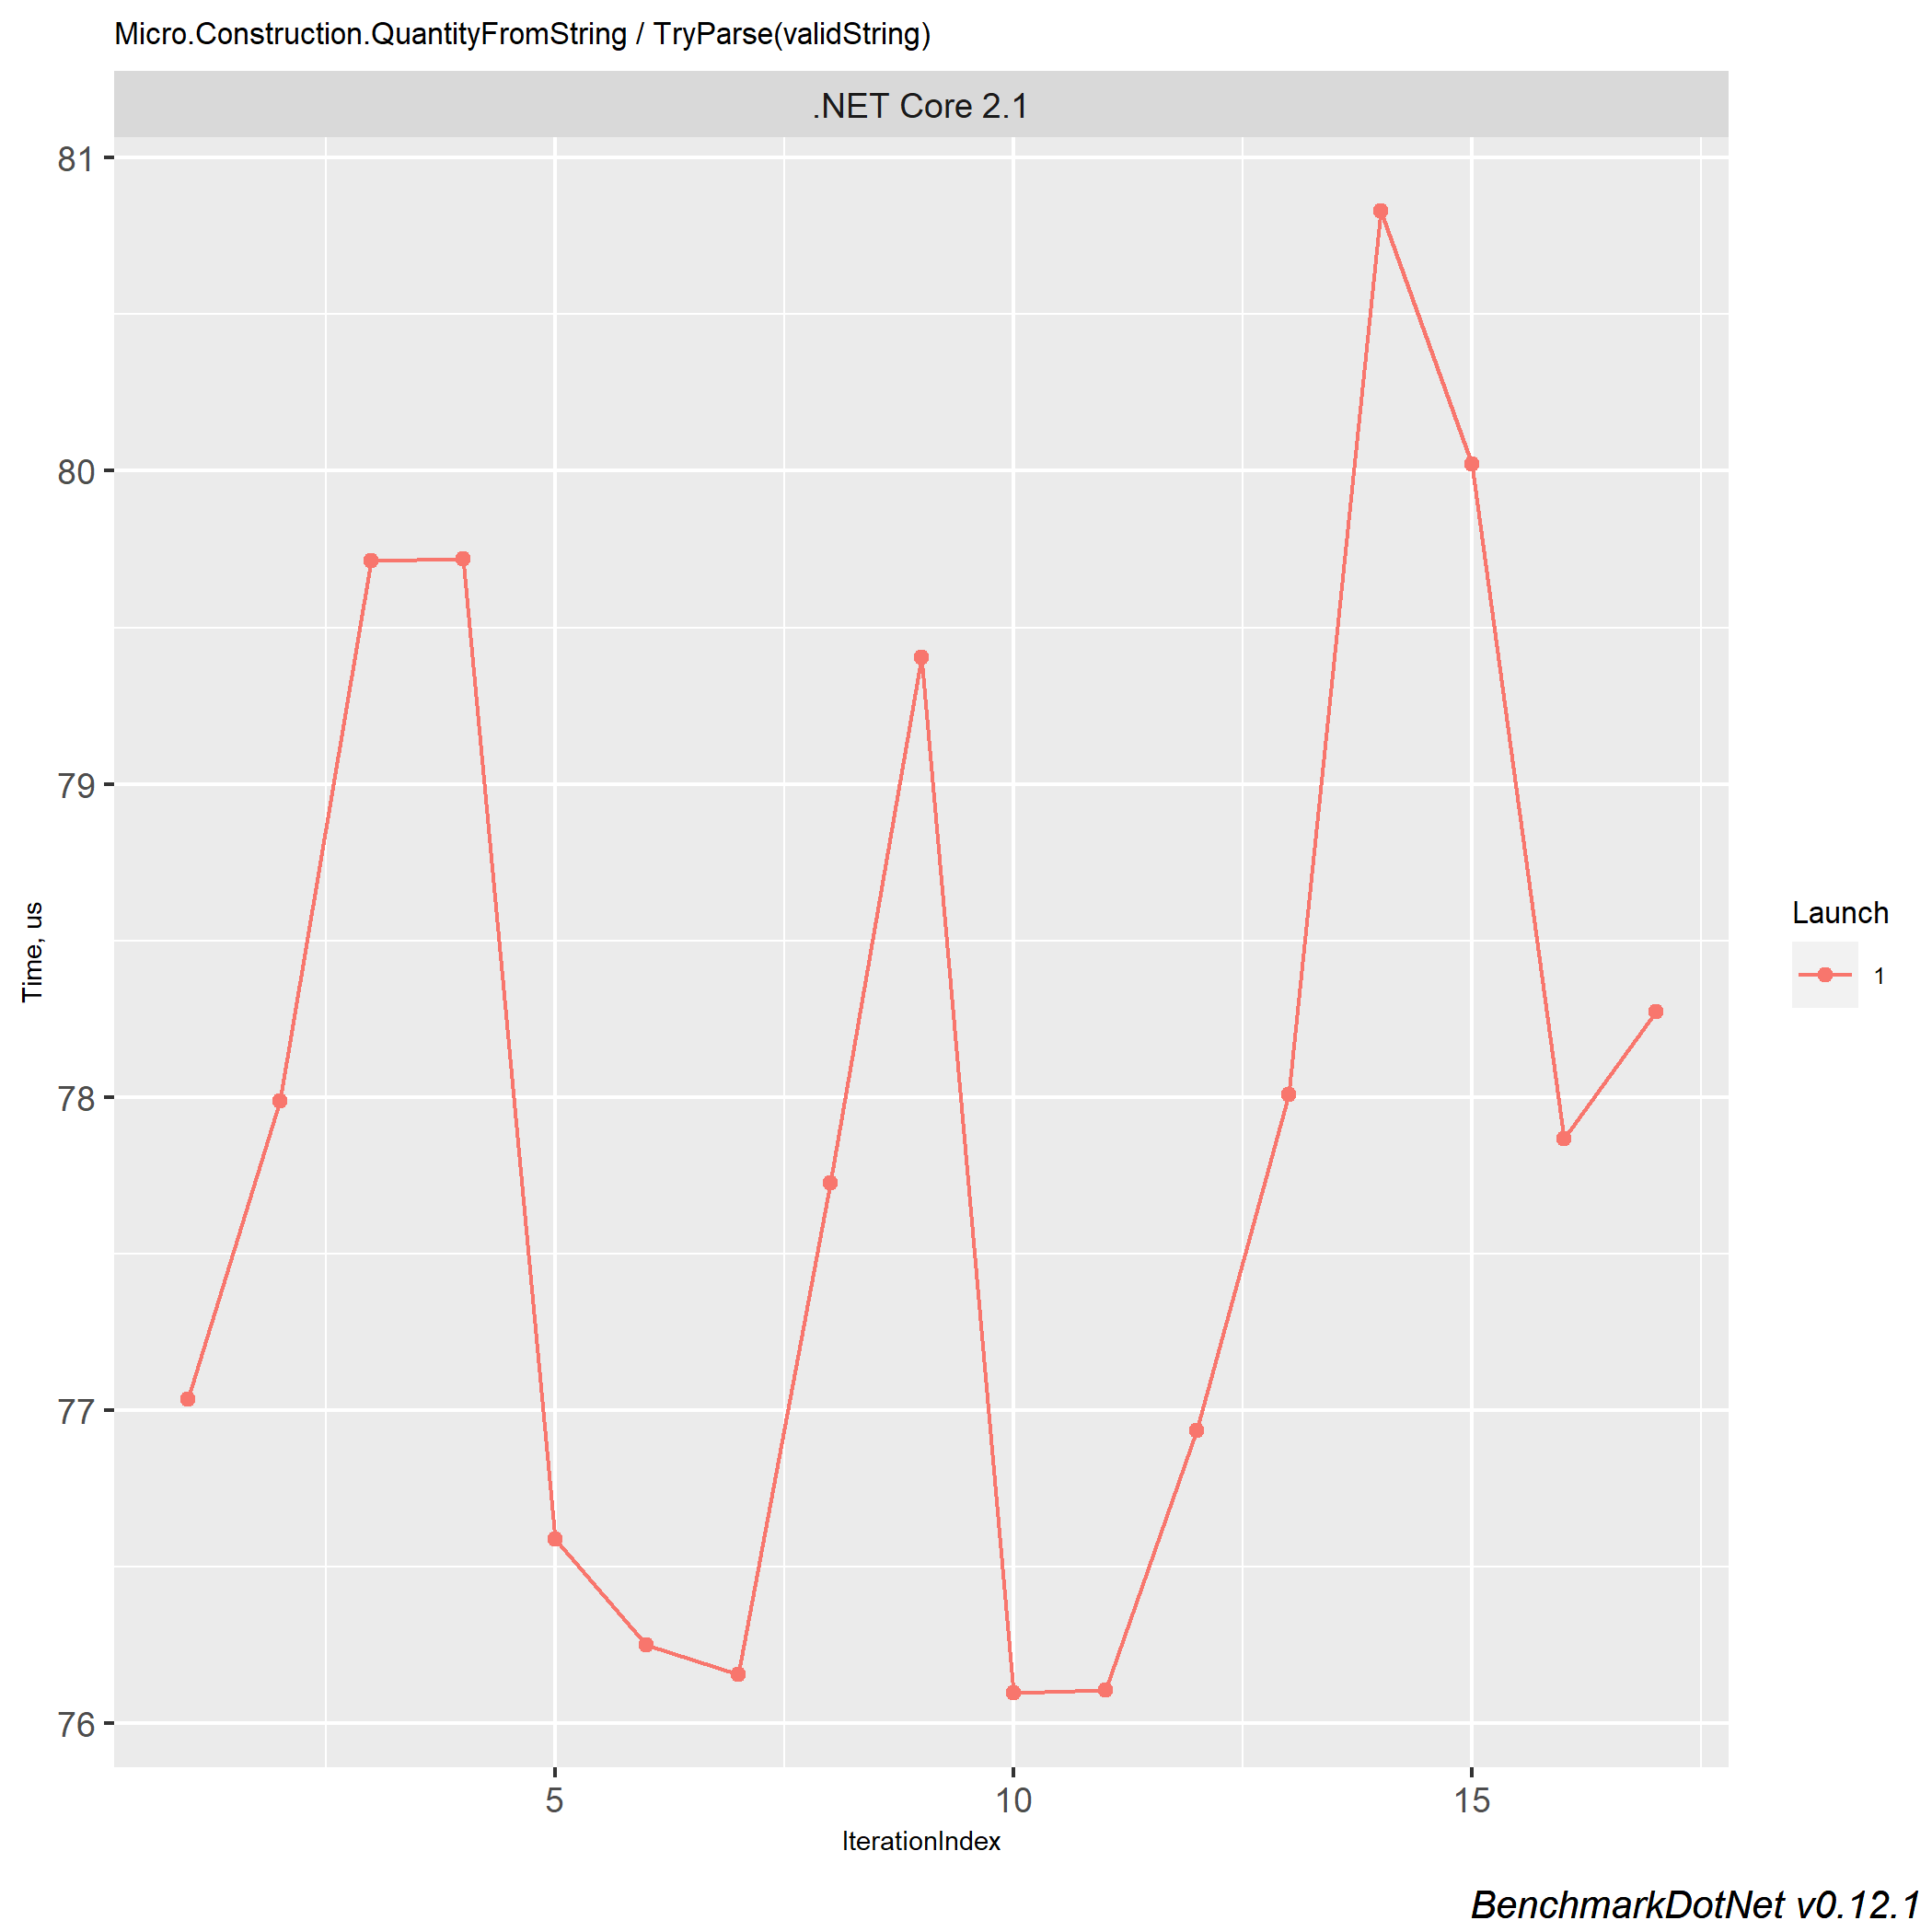 Micro.Construction.QuantityFromString / TryParse(validString)
.NET Core 2.1
81
80
79
78
77
76
Time, us
5 10 15
IterationIndex
Launch
1
BenchmarkDotNet v0.12.1